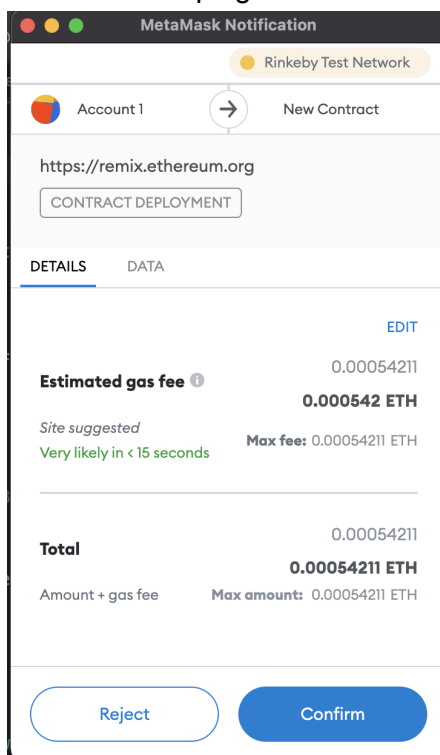 MetaMask Notification
Rinkeby Test Network
Account 1
New Contract
https://remix.ethereum.org
CONTRACT DEPLOYMENT
DETAILS
DATA
EDIT
0.00054211
Estimated gas fee
0.000542 ETH
Site suggested
Max fee: 0.00054211 ETH
Very likely in < 15 seconds
0.00054211
Total
0.00054211 ETH
Amount + gas fee
Max amount: 0.00054211 ETH
Reject
Confirm